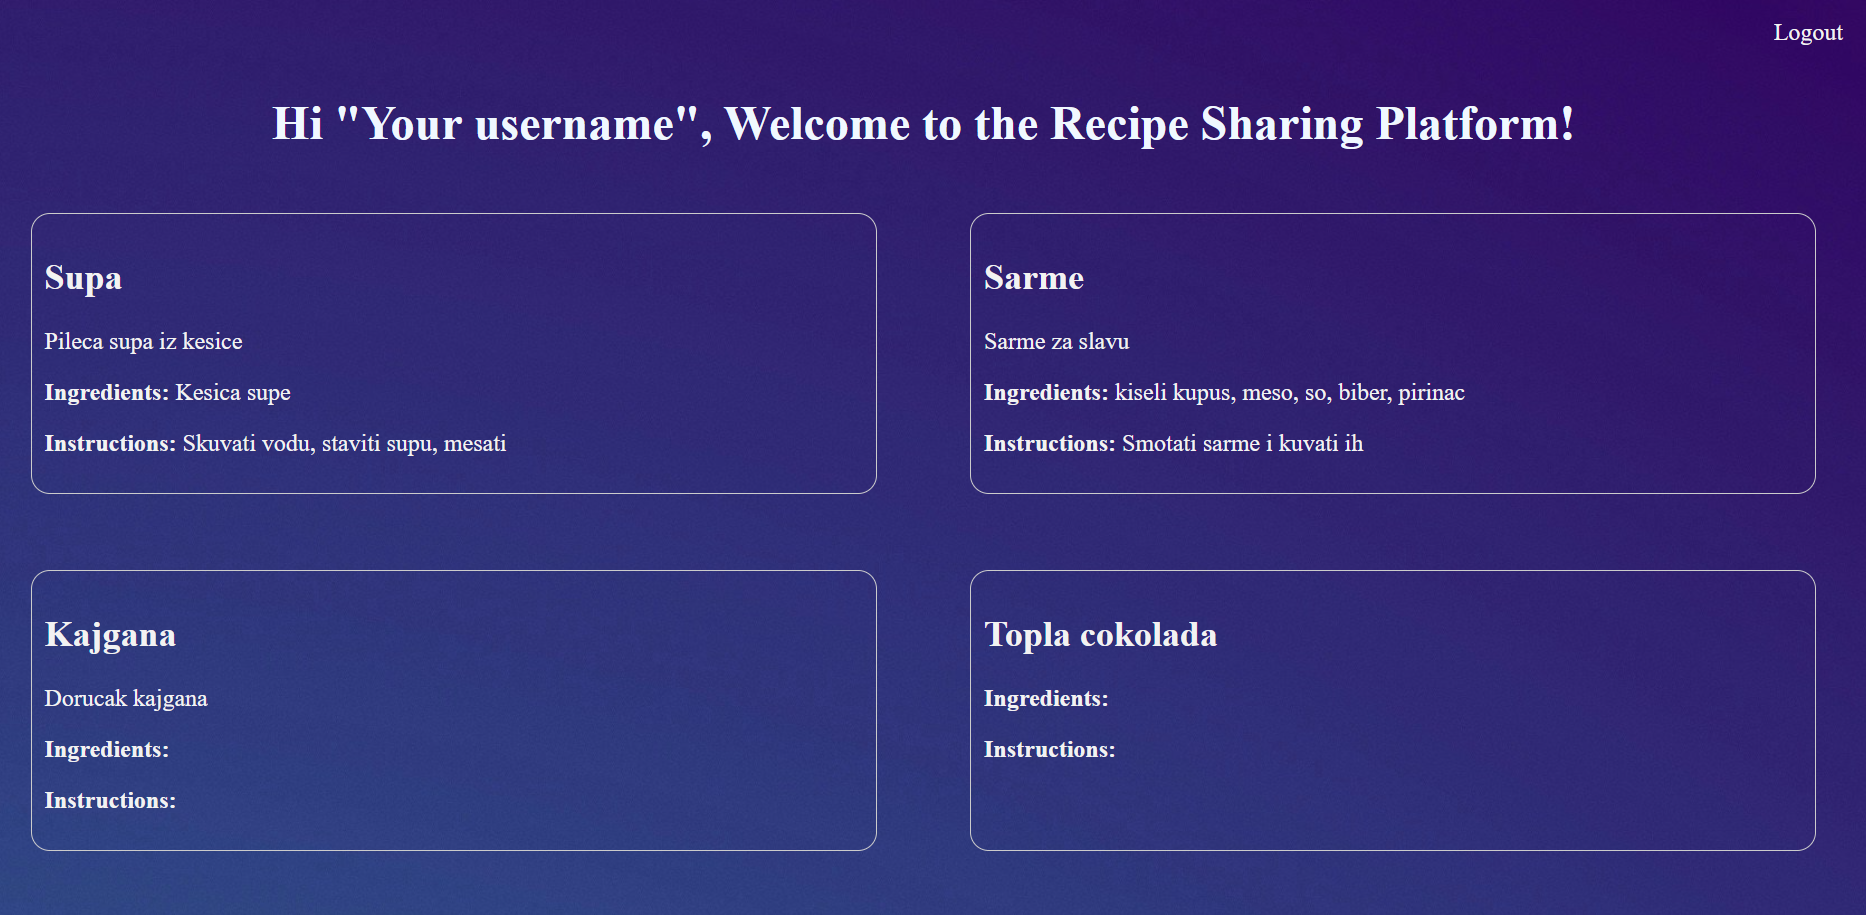 Logout
Hi "Your username", Welcome to the Recipe Sharing Platform!
Supa
Pileca supa iz kesice
Ingredients: Kesica supe
Instructions: Skuvati vodu, staviti supu, mesati
Sarme
Sarme za slavu
Ingredients: kiseli kupus, meso, so, biber, pirinac
Instructions: Smotati sarme i kuvati ih
Kajgana
Dorucak kajgana
Ingredients:
Instructions:
Topla cokolada
Ingredients:
Instructions: